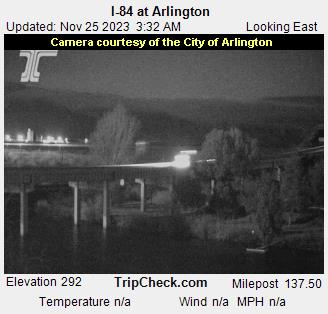 I-84 at Arlington
Updated: Nov 25 2023 3:32 AM Looking East
Camera courtesy of the City of Arlington
Elevation 292 TripCheck.com Milepost 137.50
Temperature n/a Wind n/a MPH n/a